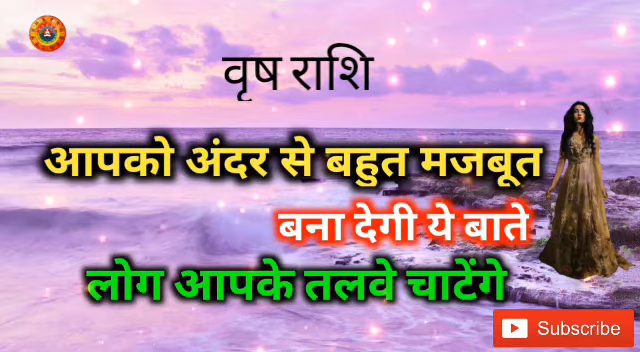 वृष राशि
आपको अंदर से बहुत मजबूत
बना देगी ये बाते
लोग आपके तलवे चाटेंगे
Subscribe